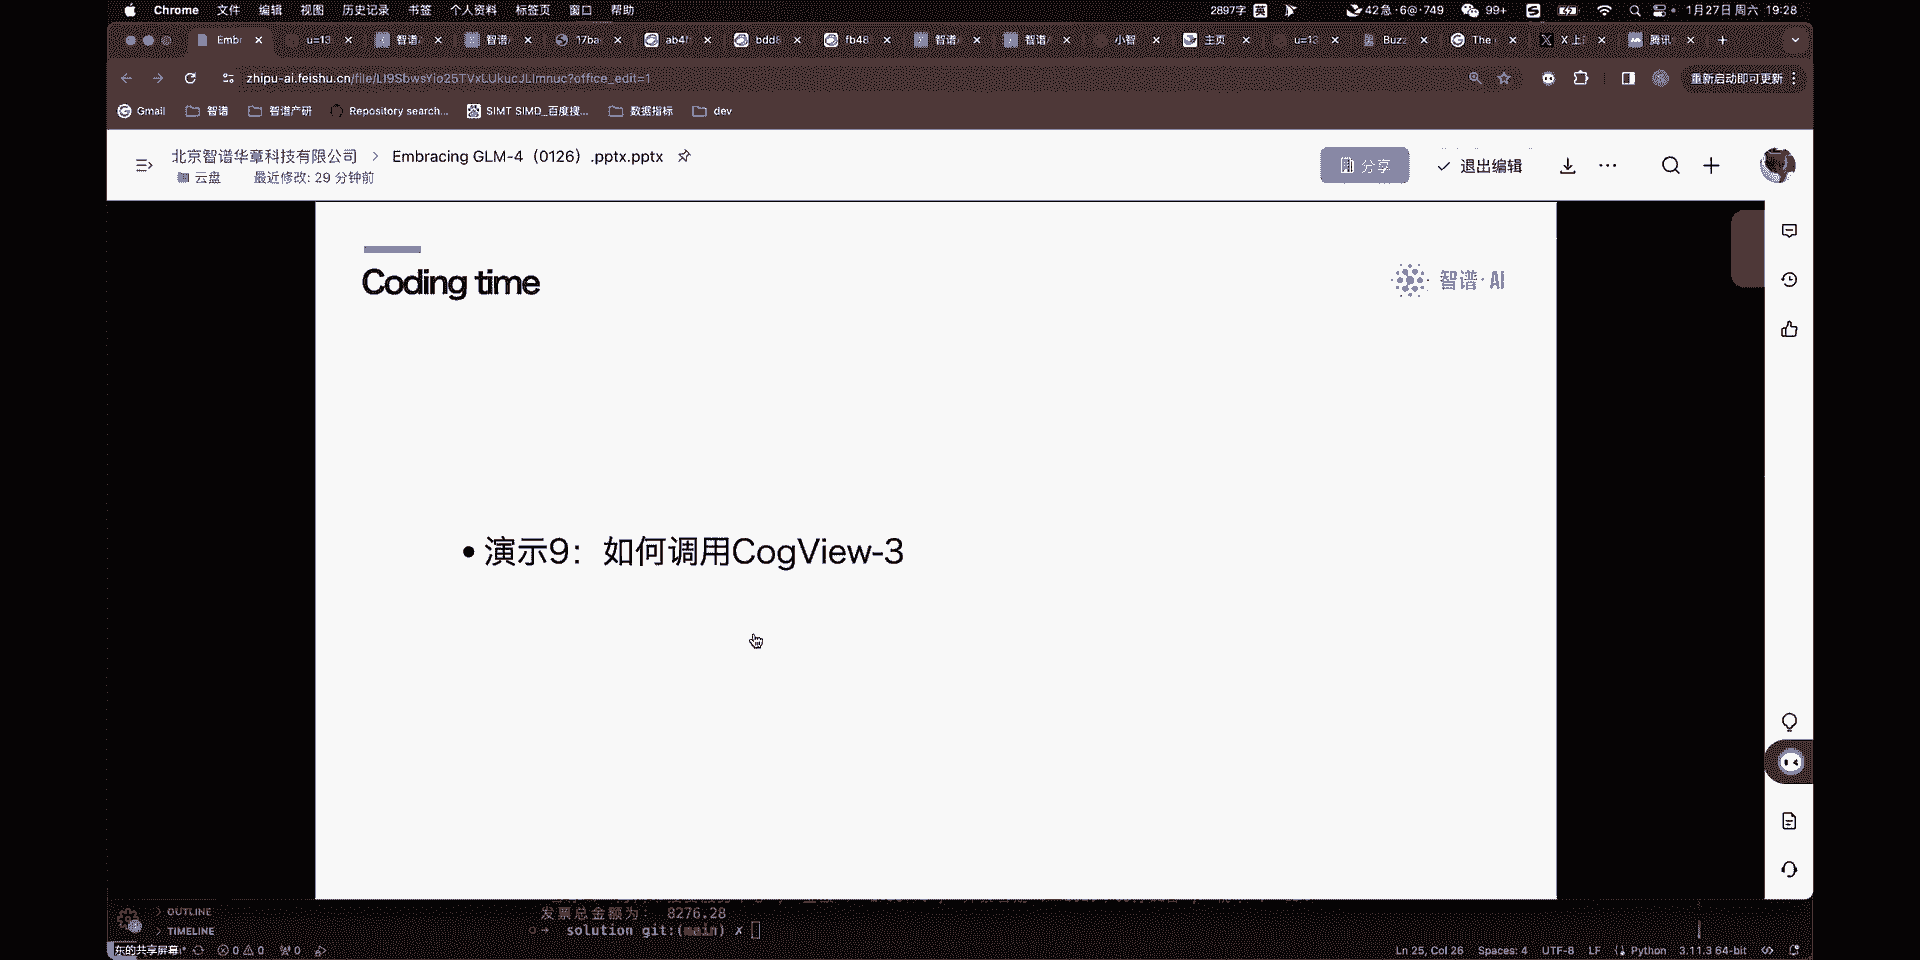 Chrome 文件 编辑 视图 历史记录 书签 个人资料 标签页 窗口 帮助 2897字 英 42急·6@·749 99+ 1月27日 周六 19:28
Emb u=13 智谱 智谱 17ba ab4 bdd8 fb48 智谱 智谱 小智 主页 u=13 Buzz The X 上 腾讯
zhipu-ai.feishu.cn/file/LI9SbwsYio25TVxLUkucJLImnuc?office_edit=1 重新启动即可更新
Gmail 智谱 智谱产研 Repository search... SIMT SIMD_百度搜... 数据指标 dev
北京智谱华章科技有限公司 > Embracing GLM-4（0126）.pptx.pptx
云盘 最近修改: 29 分钟前
分享 退出编辑
Coding time
智谱·AI
• 演示9：如何调用CogView-3
OUTLINE
TIMELINE
发票总金额为： 8276.28
→ solution git:(main) ✗
东的共享屏幕 0 0 0 Ln 25, Col 26 Spaces: 4 UTF-8 LF Python 3.11.3 64-bit